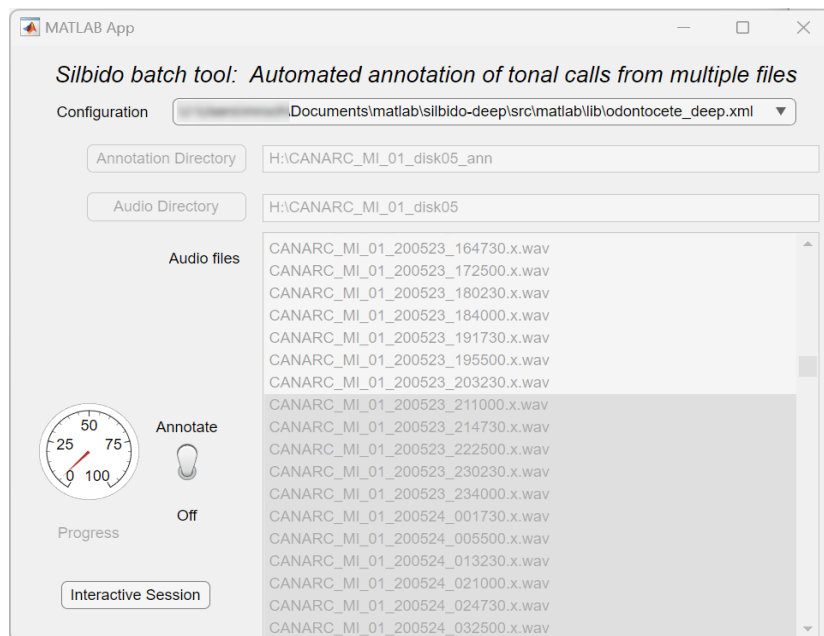 MATLAB App
Silbido batch tool: Automated annotation of tonal calls from multiple files
Configuration
\Documents\matlab\silbido-deep\src\matlab\lib\odontocete_deep.xml
Annotation Directory
H:\CANARC_MI_01_disk05_ann
Audio Directory
H:\CANARC_MI_01_disk05
Audio files
CANARC_MI_01_200523_164730.x.wav
CANARC_MI_01_200523_172500.x.wav
CANARC_MI_01_200523_180230.x.wav
CANARC_MI_01_200523_184000.x.wav
CANARC_MI_01_200523_191730.x.wav
CANARC_MI_01_200523_195500.x.wav
CANARC_MI_01_200523_203230.x.wav
CANARC_MI_01_200523_211000.x.wav
CANARC_MI_01_200523_214730.x.wav
CANARC_MI_01_200523_222500.x.wav
CANARC_MI_01_200523_230230.x.wav
CANARC_MI_01_200523_234000.x.wav
CANARC_MI_01_200524_001730.x.wav
CANARC_MI_01_200524_005500.x.wav
CANARC_MI_01_200524_013230.x.wav
CANARC_MI_01_200524_021000.x.wav
CANARC_MI_01_200524_024730.x.wav
CANARC_MI_01_200524_032500.x.wav
50
25 75
0 100
Progress
Annotate
Off
Interactive Session